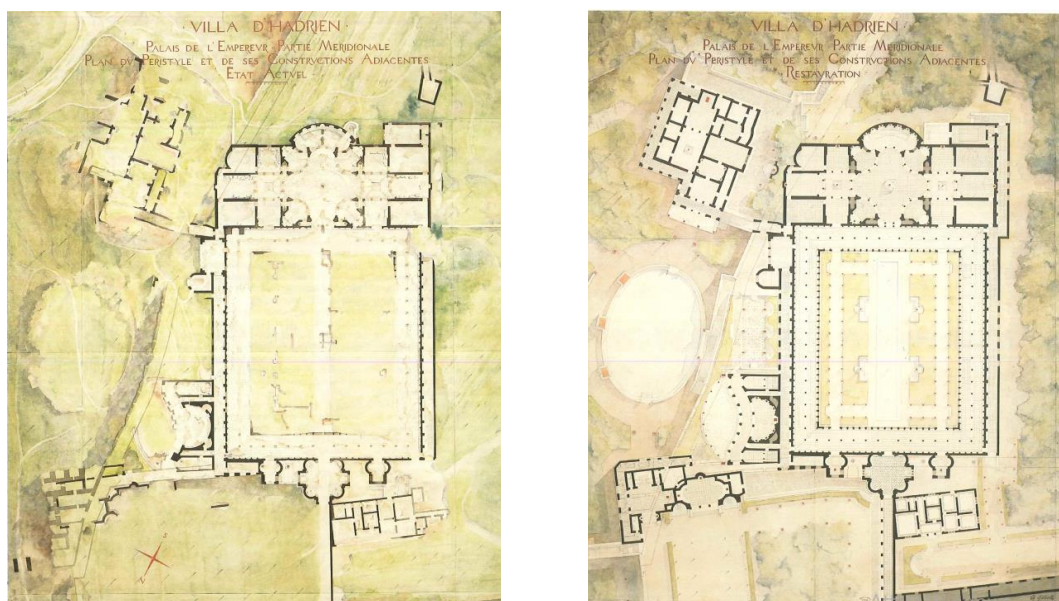 · VILLA D'HADRIEN ·
PALAIS DE L'EMPEREVR PARTIE MERIDIONALE
PLAN DV PERISTYLE ET DE SES CONSTRVCTIONS ADIACENTES
ETAT ACTVEL
VILLA D'HADRIEN ·
PALAIS DE L'EMPEREVR PARTIE MERIDIONALE
PLAN DV PERISTYLE ET DE SES CONSTRVCTIONS ADIACENTES
RESTAVRATION